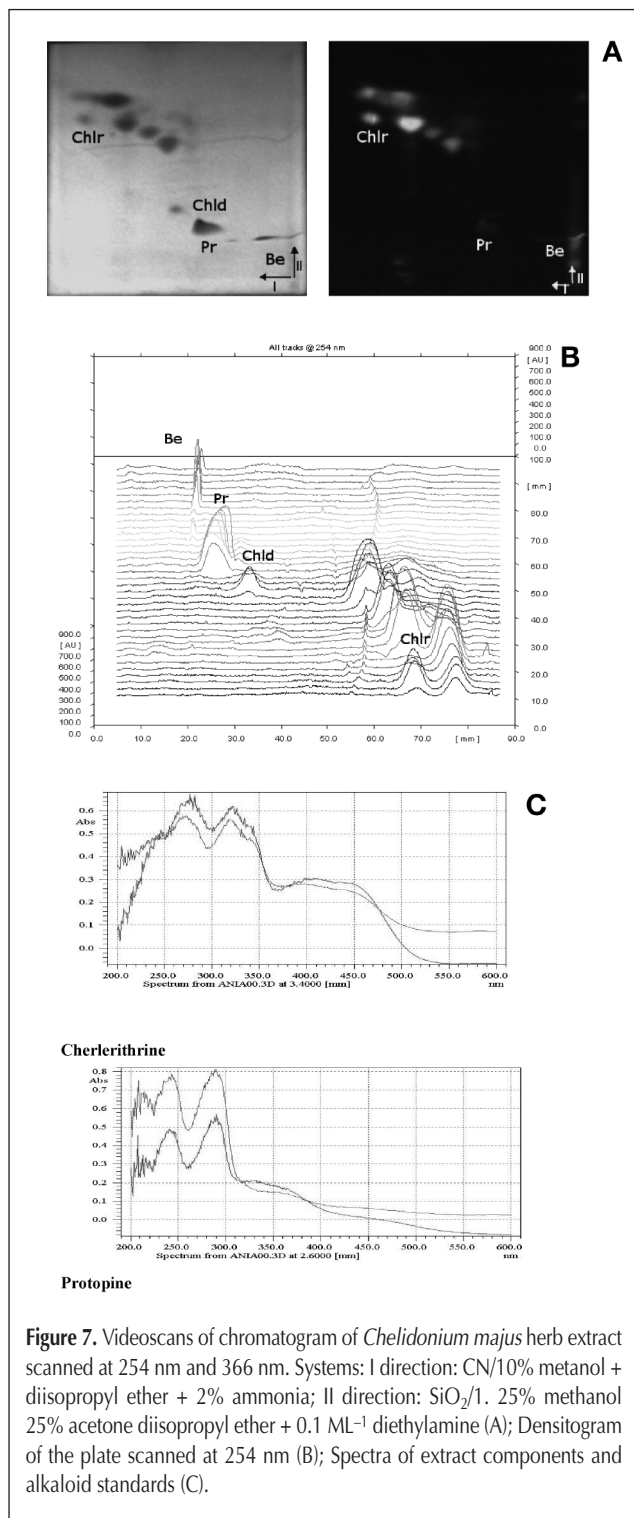 A
Chlr
Chld
Pr
Be
II
I
Chlr
Pr
Be
II
I
All tracks @ 254 nm
B
900.0
[ AU ]
700.0
600.0
500.0
400.0
300.0
200.0
100.0
0.0
100.0
[ mm ]
80.0
70.0
60.0
50.0
40.0
30.0
20.0
10.0
0.0
Be
Pr
Chld
Chlr
900.0
[ AU ]
700.0
600.0
500.0
400.0
300.0
200.0
100.0
0.0
0.0 10.0 20.0 30.0 40.0 50.0 60.0 70.0 [ mm ] 90.0
C
0.6
Abs
0.5
0.4
0.3
0.2
0.1
0.0
200.0 250.0 300.0 350.0 400.0 450.0 500.0 550.0 600.0
Spectrum from ANIA00.3D at 3.4000 [mm] nm
Cherlerithrine
0.8
Abs
0.7
0.6
0.5
0.4
0.3
0.2
0.1
0.0
200.0 250.0 300.0 350.0 400.0 450.0 500.0 550.0 600.0
Spectrum from ANIA00.3D at 2.6000 [mm] nm
Protopine
Figure 7. Videoscans of chromatogram of Chelidonium majus herb extract
scanned at 254 nm and 366 nm. Systems: I direction: CN/10% metanol +
diisopropyl ether + 2% ammonia; II direction: SiO₂/1. 25% methanol
25% acetone diisopropyl ether + 0.1 ML⁻¹ diethylamine (A); Densitogram
of the plate scanned at 254 nm (B); Spectra of extract components and
alkaloid standards (C).